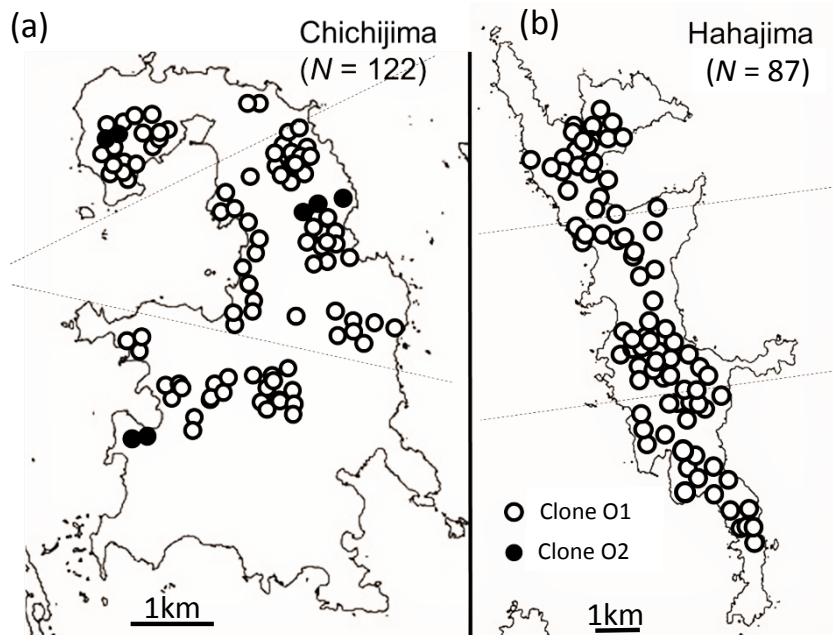 (a)
Chichijima
(N = 122)
1km
(b)
Hahajima
(N = 87)
Clone O1
Clone O2
1km